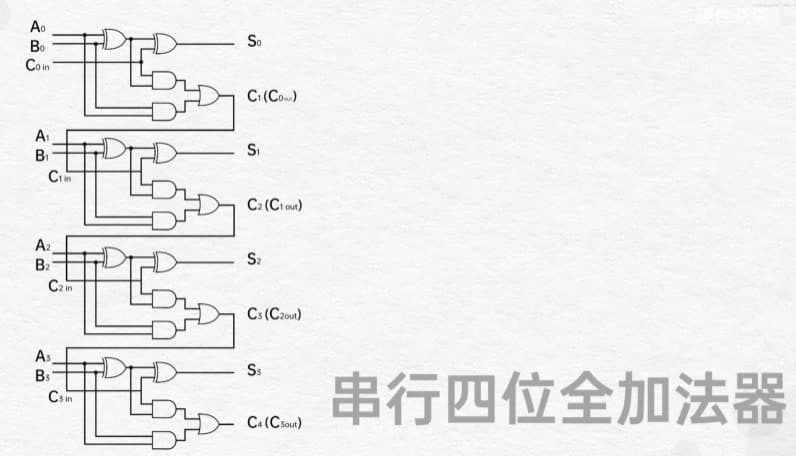 A₀
B₀
C₀ in
S₀
C₁ (C₀out)
A₁
B₁
C₁ in
S₁
C₂ (C₁ out)
A₂
B₂
C₂ in
S₂
C₃ (C₂out)
A₃
B₃
C₃ in
S₃
C₄ (C₃out)
串行四位全加法器